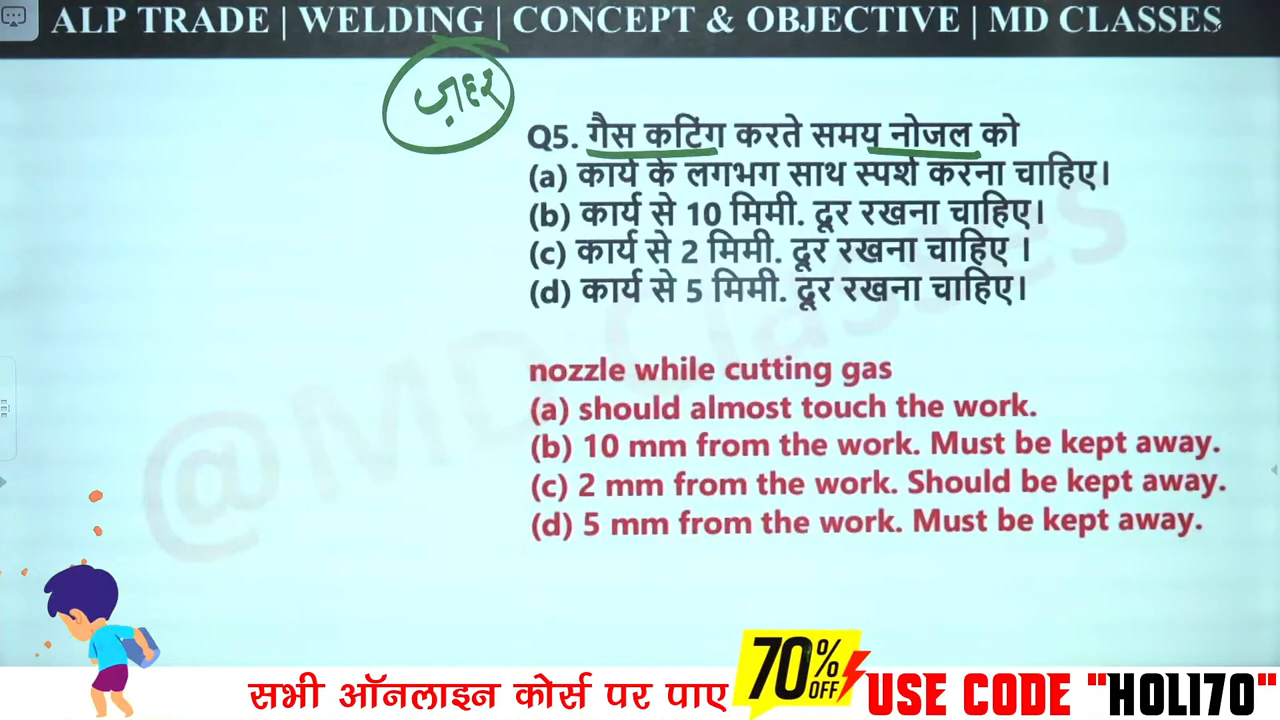 ALP TRADE | WELDING | CONCEPT & OBJECTIVE | MD CLASSES
ज़हर
Q5. गैस कटिंग करते समय नोजल को
(a) कार्य के लगभग साथ स्पर्श करना चाहिए।
(b) कार्य से 10 मिमी. दूर रखना चाहिए।
(c) कार्य से 2 मिमी. दूर रखना चाहिए ।
(d) कार्य से 5 मिमी. दूर रखना चाहिए।
nozzle while cutting gas
(a) should almost touch the work.
(b) 10 mm from the work. Must be kept away.
(c) 2 mm from the work. Should be kept away.
(d) 5 mm from the work. Must be kept away.
@MD Classes
सभी ऑनलाइन कोर्स पर पाए 70% OFF USE CODE "HOLI70"